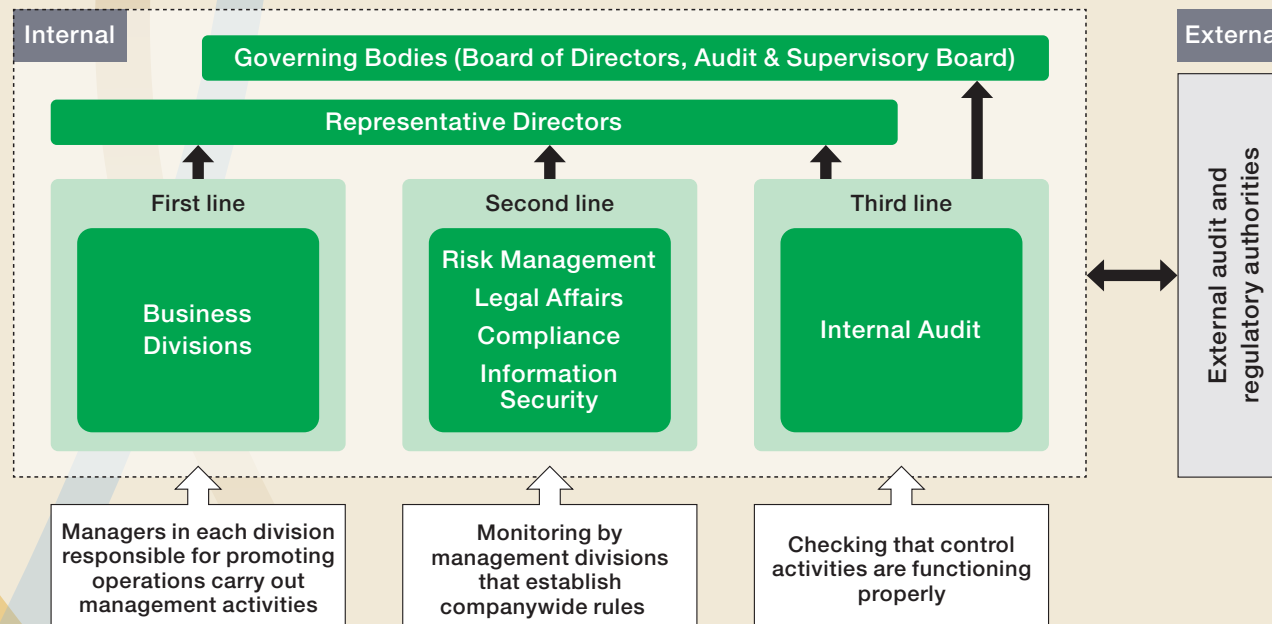 Internal
External
Governing Bodies (Board of Directors, Audit & Supervisory Board)
Representative Directors
First line
Business
Divisions
Second line
Risk Management
Legal Affairs
Compliance
Information
Security
Third line
Internal Audit
External audit and
regulatory authorities
Managers in each division
responsible for promoting
operations carry out
management activities
Monitoring by
management divisions
that establish
companywide rules
Checking that control
activities are functioning
properly